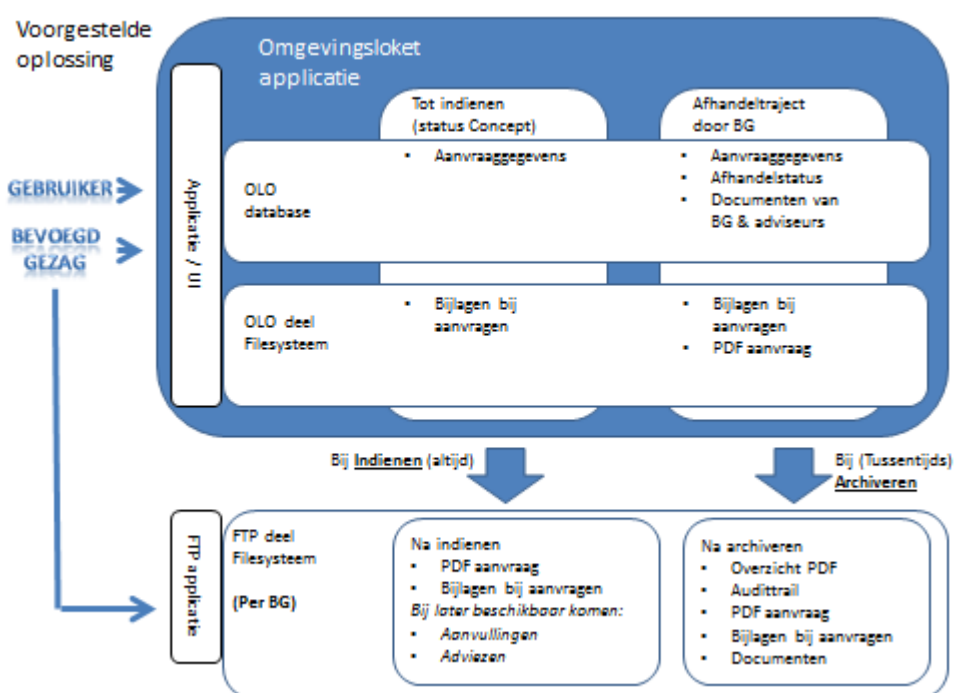 Voorgestelde
oplossing
Omgevingsloket
applicatie
Tot indienen
(status Concept)
Afhandeltraject
door BG
GEBRUIKER
BEVOEGD
GEZAG
Applicatie / UI
OLO
database
▪ Aanvraaggegevens
▪ Aanvraaggegevens
▪ Afhandelstatus
▪ Documenten van
BG & adviseurs
OLO deel
Filesysteem
▪ Bijlagen bij
aanvragen
▪ Bijlagen bij
aanvragen
▪ PDF aanvraag
Bij Indienen (altijd)
Bij (Tussentijds)
Archiveren
FTP applicatie
FTP deel
Filesysteem
(Per BG)
Na indienen
▪ PDF aanvraag
▪ Bijlagen bij aanvragen
Bij later beschikbaar komen:
▪ Aanvullingen
▪ Adviezen
Na archiveren
▪ Overzicht PDF
▪ Audittrail
▪ PDF aanvraag
▪ Bijlagen bij aanvragen
▪ Documenten